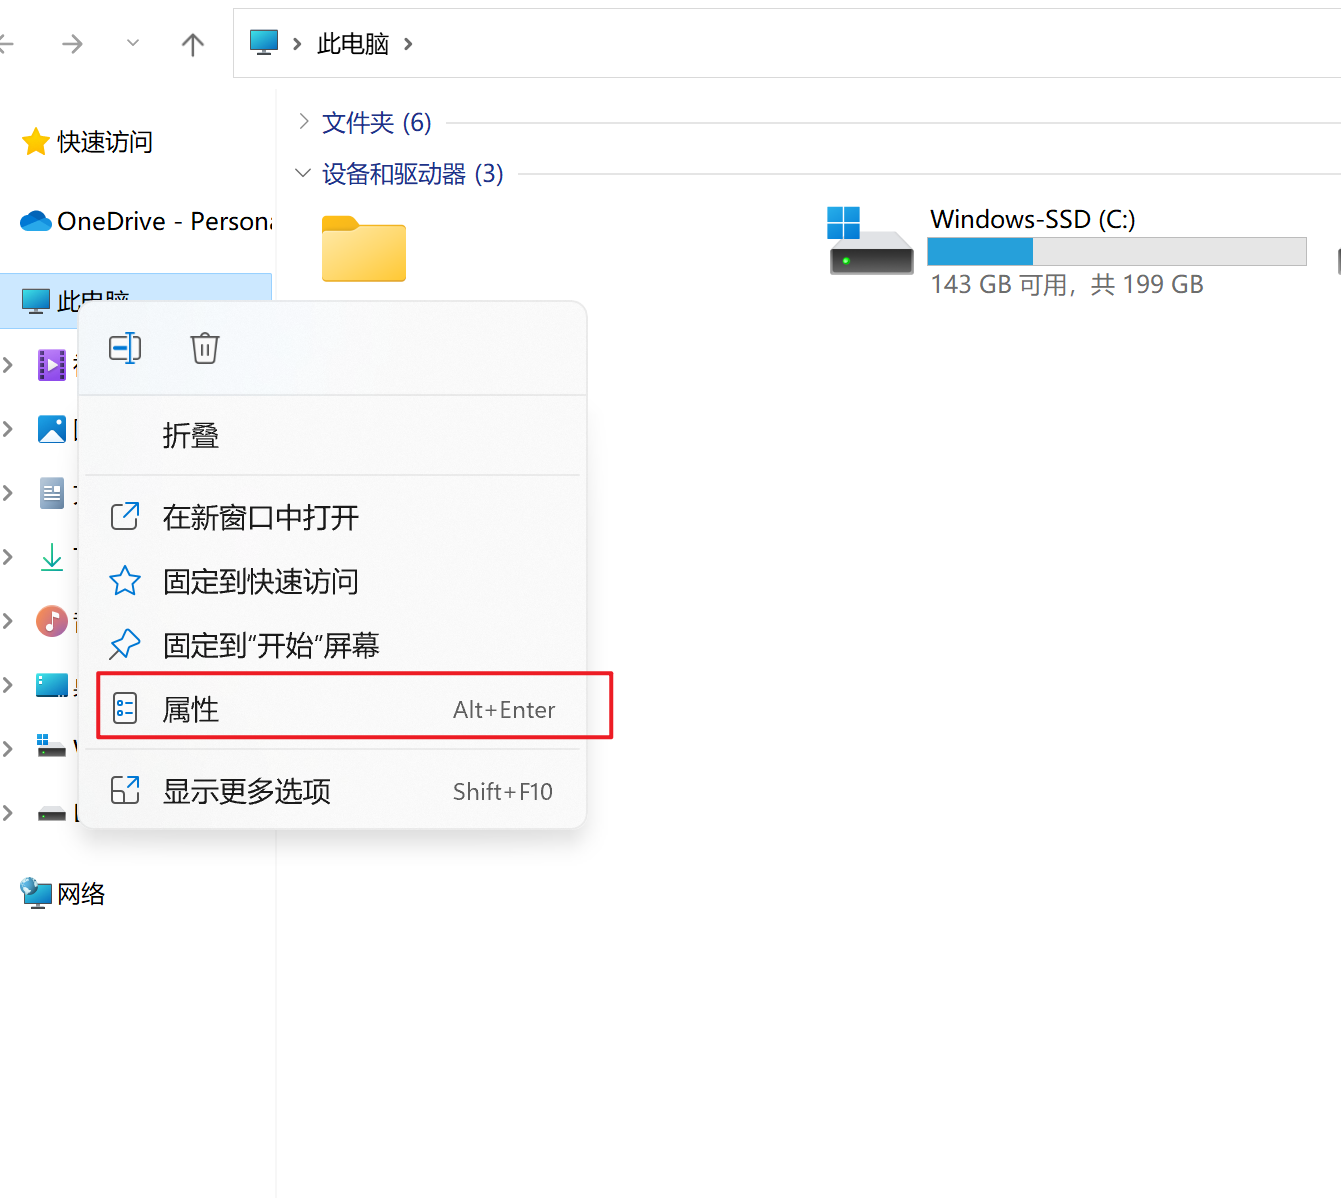 此电脑
文件夹 (6)
快速访问
设备和驱动器 (3)
OneDrive - Persona
Windows-SSD (C:)
143 GB 可用，共 199 GB
此电脑
折叠
在新窗口中打开
固定到快速访问
固定到“开始”屏幕
属性 Alt+Enter
显示更多选项 Shift+F10
网络